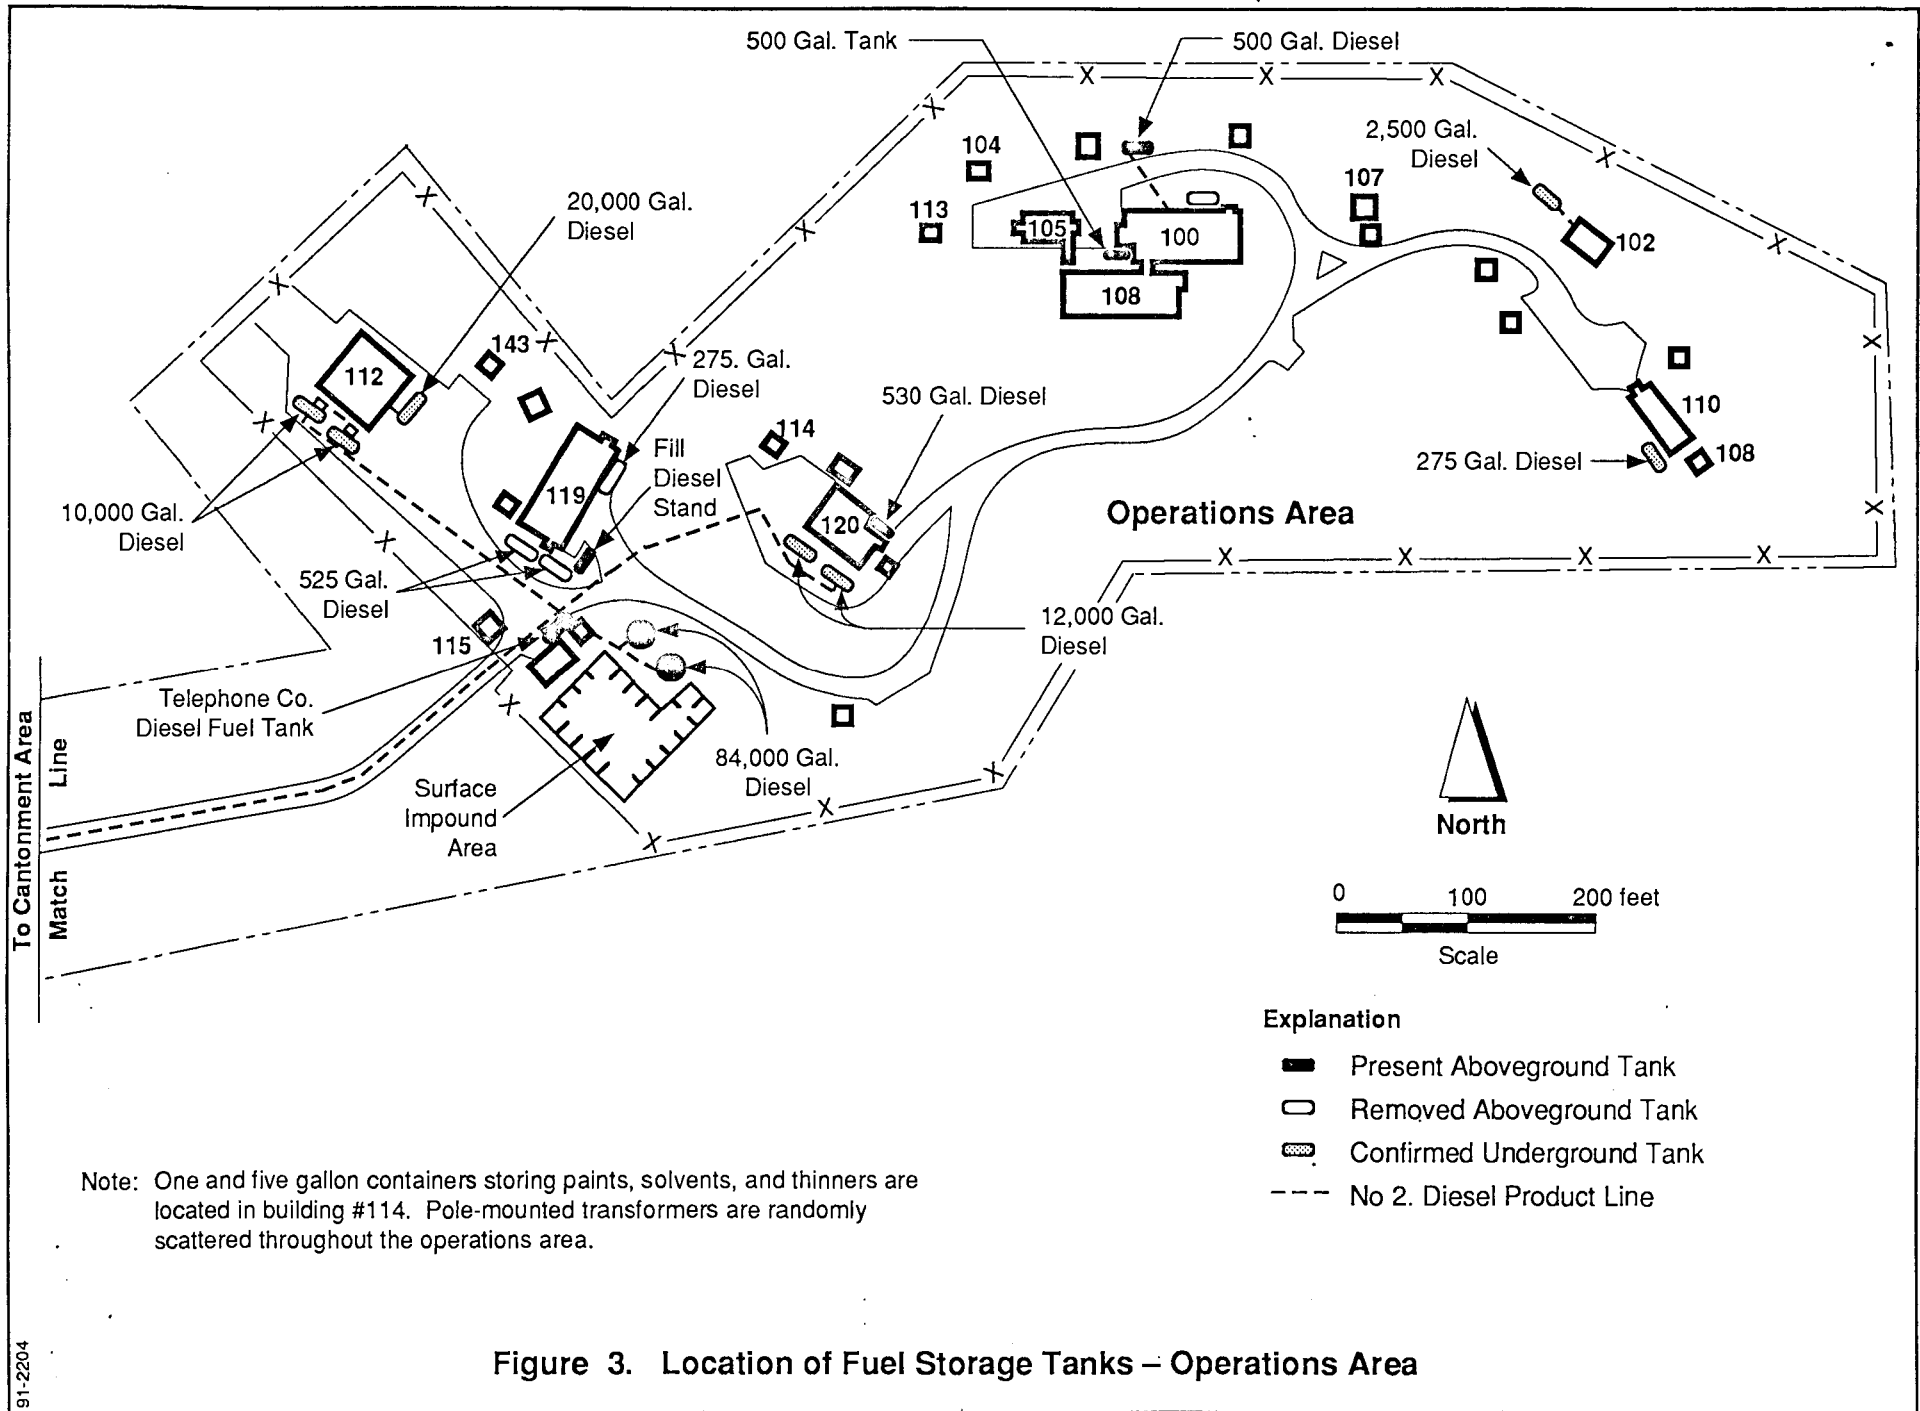 500 Gal. Tank
500 Gal. Diesel
2,500 Gal.
Diesel
104
107
20,000 Gal.
Diesel
113
105
100
102
108
143
275. Gal.
Diesel
112
530 Gal. Diesel
114
110
Fill
Diesel
Stand
275 Gal. Diesel
108
119
120
Operations Area
10,000 Gal.
Diesel
525 Gal.
Diesel
12,000 Gal.
Diesel
115
Telephone Co.
Diesel Fuel Tank
84,000 Gal.
Diesel
Surface
Impound
Area
To Cantonment Area
Match Line
North
0 100 200 feet
Scale
Explanation
Present Aboveground Tank
Removed Aboveground Tank
Confirmed Underground Tank
No 2. Diesel Product Line
Note: One and five gallon containers storing paints, solvents, and thinners are
located in building #114. Pole-mounted transformers are randomly
scattered throughout the operations area.
91-2204
Figure 3. Location of Fuel Storage Tanks – Operations Area
X X X X X X X X X X X X X X X X X X X X X X X X